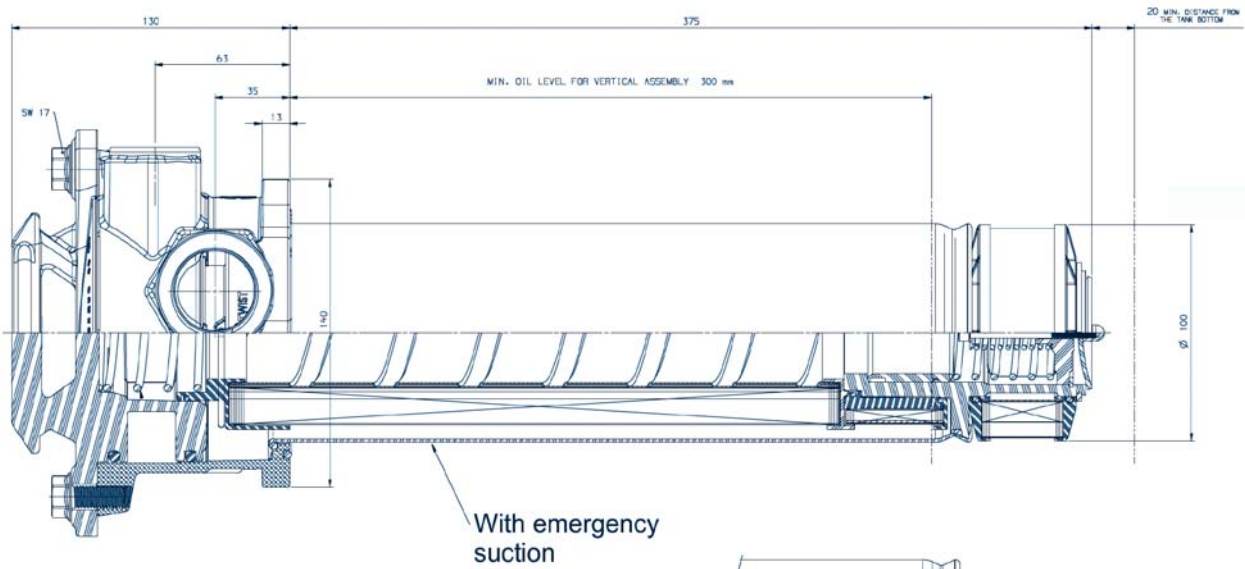 130
375
20 MIN. DISTANCE FROM
THE TANK BOTTOM
63
MIN. OIL LEVEL FOR VERTICAL ASSEMBLY 300 mm
35
SW 17
13
140
Ø 100
With emergency
suction